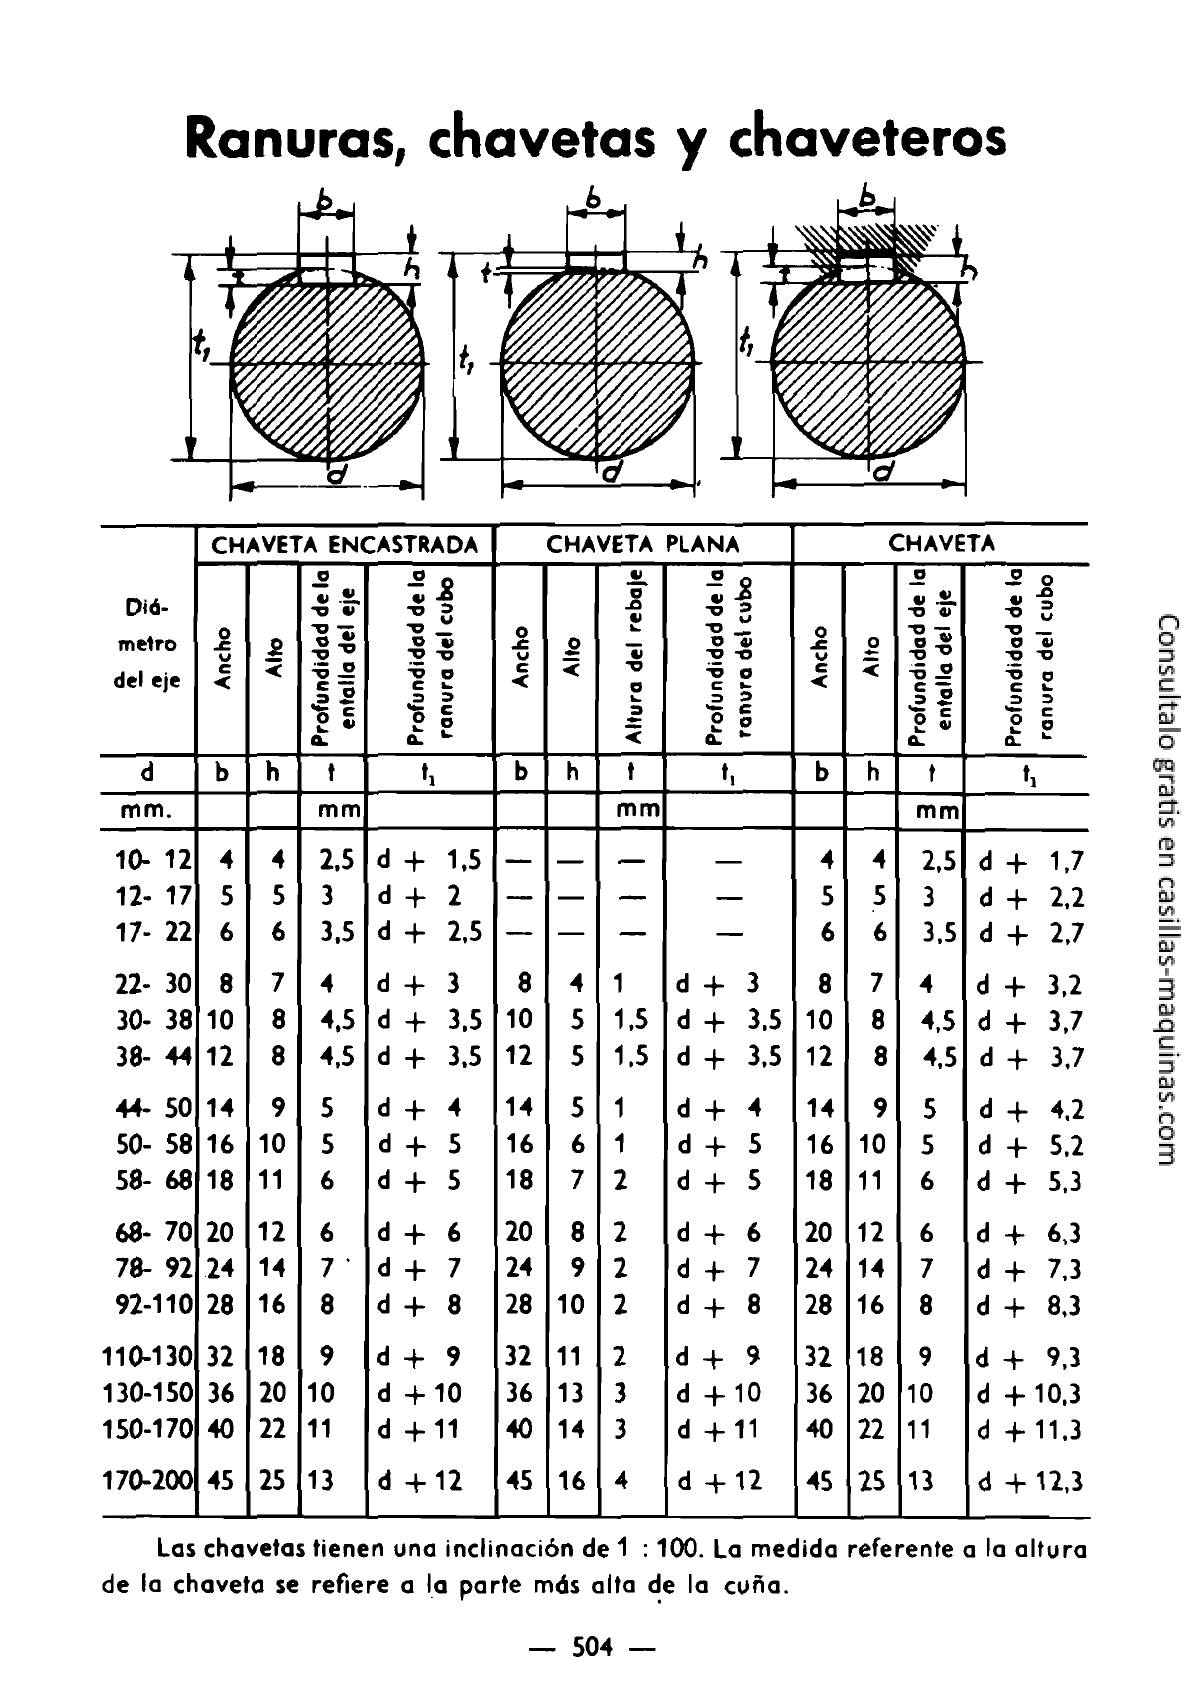 Ranuras, chavetas y chaveteros
b b b
h t h t h
t₁ t₁ t₁
d d d
CHAVETA ENCASTRADA CHAVETA PLANA CHAVETA
Diá-
metro
del eje
Ancho
Alto
Profundidad de la
entalla del eje
Profundidad de la
ranura del cubo
Ancho
Alto
Altura del rebaje
Profundidad de la
ranura del cubo
Ancho
Alto
Profundidad de la
entalla del eje
Profundidad de la
ranura del cubo
d b h t t₁ b h t t₁ b h t t₁
mm. mm mm mm
10- 12 4 4 2,5 d + 1,5 — — — — 4 4 2,5 d + 1,7
12- 17 5 5 3 d + 2 — — — — 5 5 3 d + 2,2
17- 22 6 6 3,5 d + 2,5 — — — — 6 6 3,5 d + 2,7
22- 30 8 7 4 d + 3 8 4 1 d + 3 8 7 4 d + 3,2
30- 38 10 8 4,5 d + 3,5 10 5 1,5 d + 3,5 10 8 4,5 d + 3,7
38- 44 12 8 4,5 d + 3,5 12 5 1,5 d + 3,5 12 8 4,5 d + 3,7
44- 50 14 9 5 d + 4 14 5 1 d + 4 14 9 5 d + 4,2
50- 58 16 10 5 d + 5 16 6 1 d + 5 16 10 5 d + 5,2
58- 68 18 11 6 d + 5 18 7 2 d + 5 18 11 6 d + 5,3
68- 70 20 12 6 d + 6 20 8 2 d + 6 20 12 6 d + 6,3
78- 92 24 14 7 d + 7 24 9 2 d + 7 24 14 7 d + 7,3
92-110 28 16 8 d + 8 28 10 2 d + 8 28 16 8 d + 8,3
110-130 32 18 9 d + 9 32 11 2 d + 9 32 18 9 d + 9,3
130-150 36 20 10 d + 10 36 13 3 d + 10 36 20 10 d + 10,3
150-170 40 22 11 d + 11 40 14 3 d + 11 40 22 11 d + 11,3
170-200 45 25 13 d + 12 45 16 4 d + 12 45 25 13 d + 12,3
Las chavetas tienen una inclinación de 1 : 100. La medida referente a la altura
de la chaveta se refiere a la parte más alta de la cuña.
— 504 —
Consultalo gratis en casillas-maquinas.com